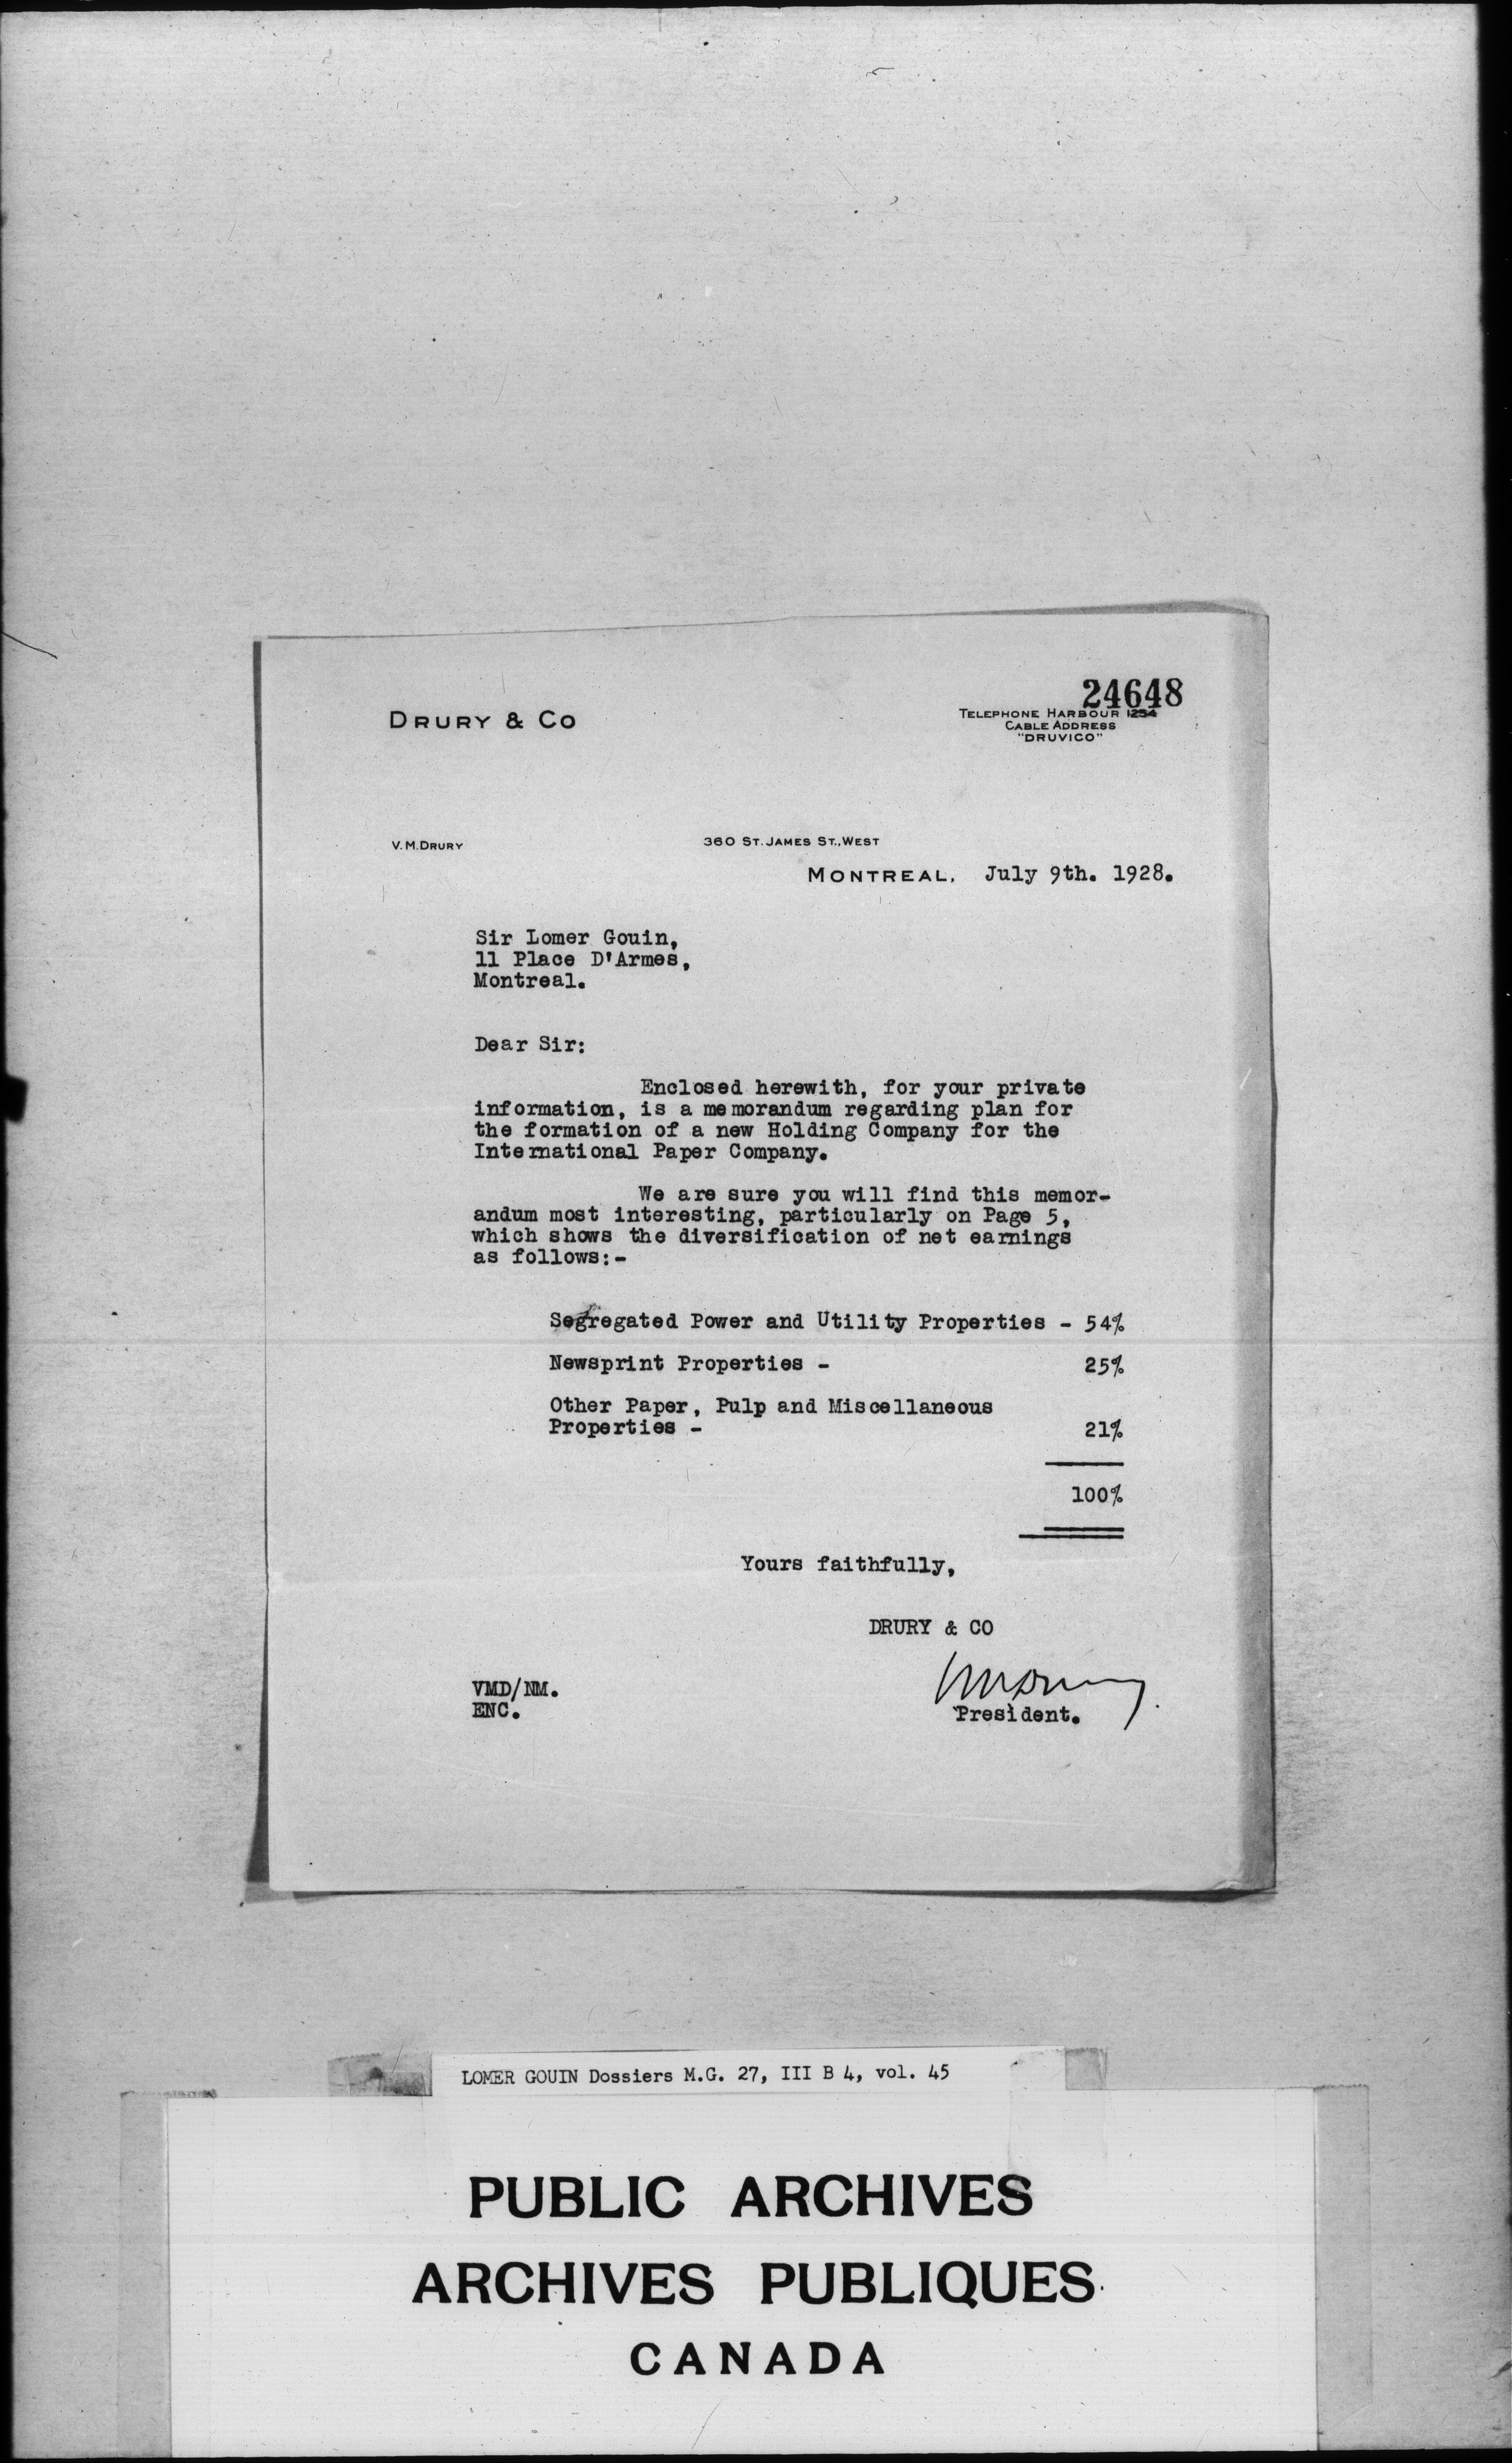 24648
DRURY & CO
TELEPHONE HARBOUR 1254
CABLE ADDRESS
"DRUVICO"
V. M. DRURY
360 ST. JAMES ST., WEST
MONTREAL, July 9th. 1928.
Sir Lomer Gouin,
11 Place D'Armes,
Montreal.
Dear Sir:
Enclosed herewith, for your private
information, is a memorandum regarding plan for
the formation of a new Holding Company for the
International Paper Company.
We are sure you will find this memor-
andum most interesting, particularly on Page 5,
which shows the diversification of net earnings
as follows:-
Segregated Power and Utility Properties - 54%
Newsprint Properties - 25%
Other Paper, Pulp and Miscellaneous
Properties - 21%
100%
Yours faithfully,
DRURY & CO
VMDrury
VMD/NM.
ENC.
President.
LOMER GOUIN Dossiers M.G. 27, III B 4, vol. 45
PUBLIC ARCHIVES
ARCHIVES PUBLIQUES
CANADA